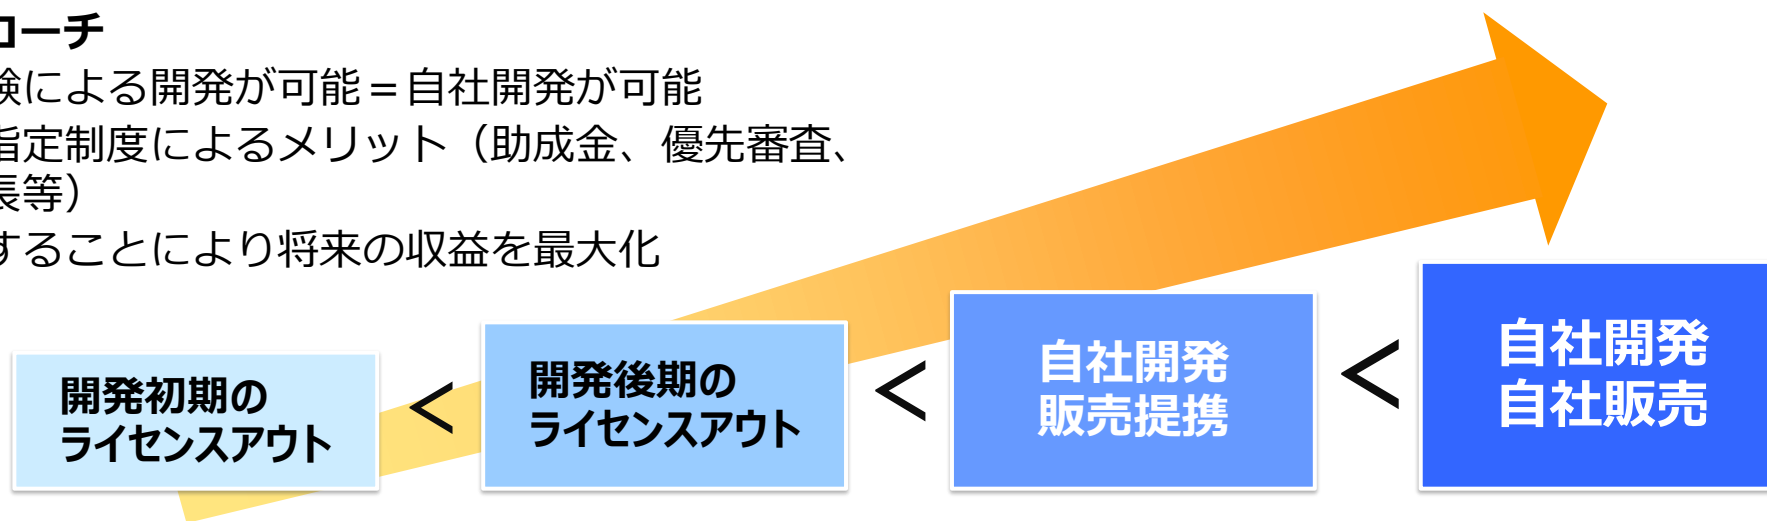 ローチ
験による開発が可能=自社開発が可能
指定制度によるメリット（助成金、優先審査、
長等）
することにより将来の収益を最大化
開発初期の
ライセンスアウト
<
開発後期の
ライセンスアウト
<
自社開発
販売提携
<
自社開発
自社販売